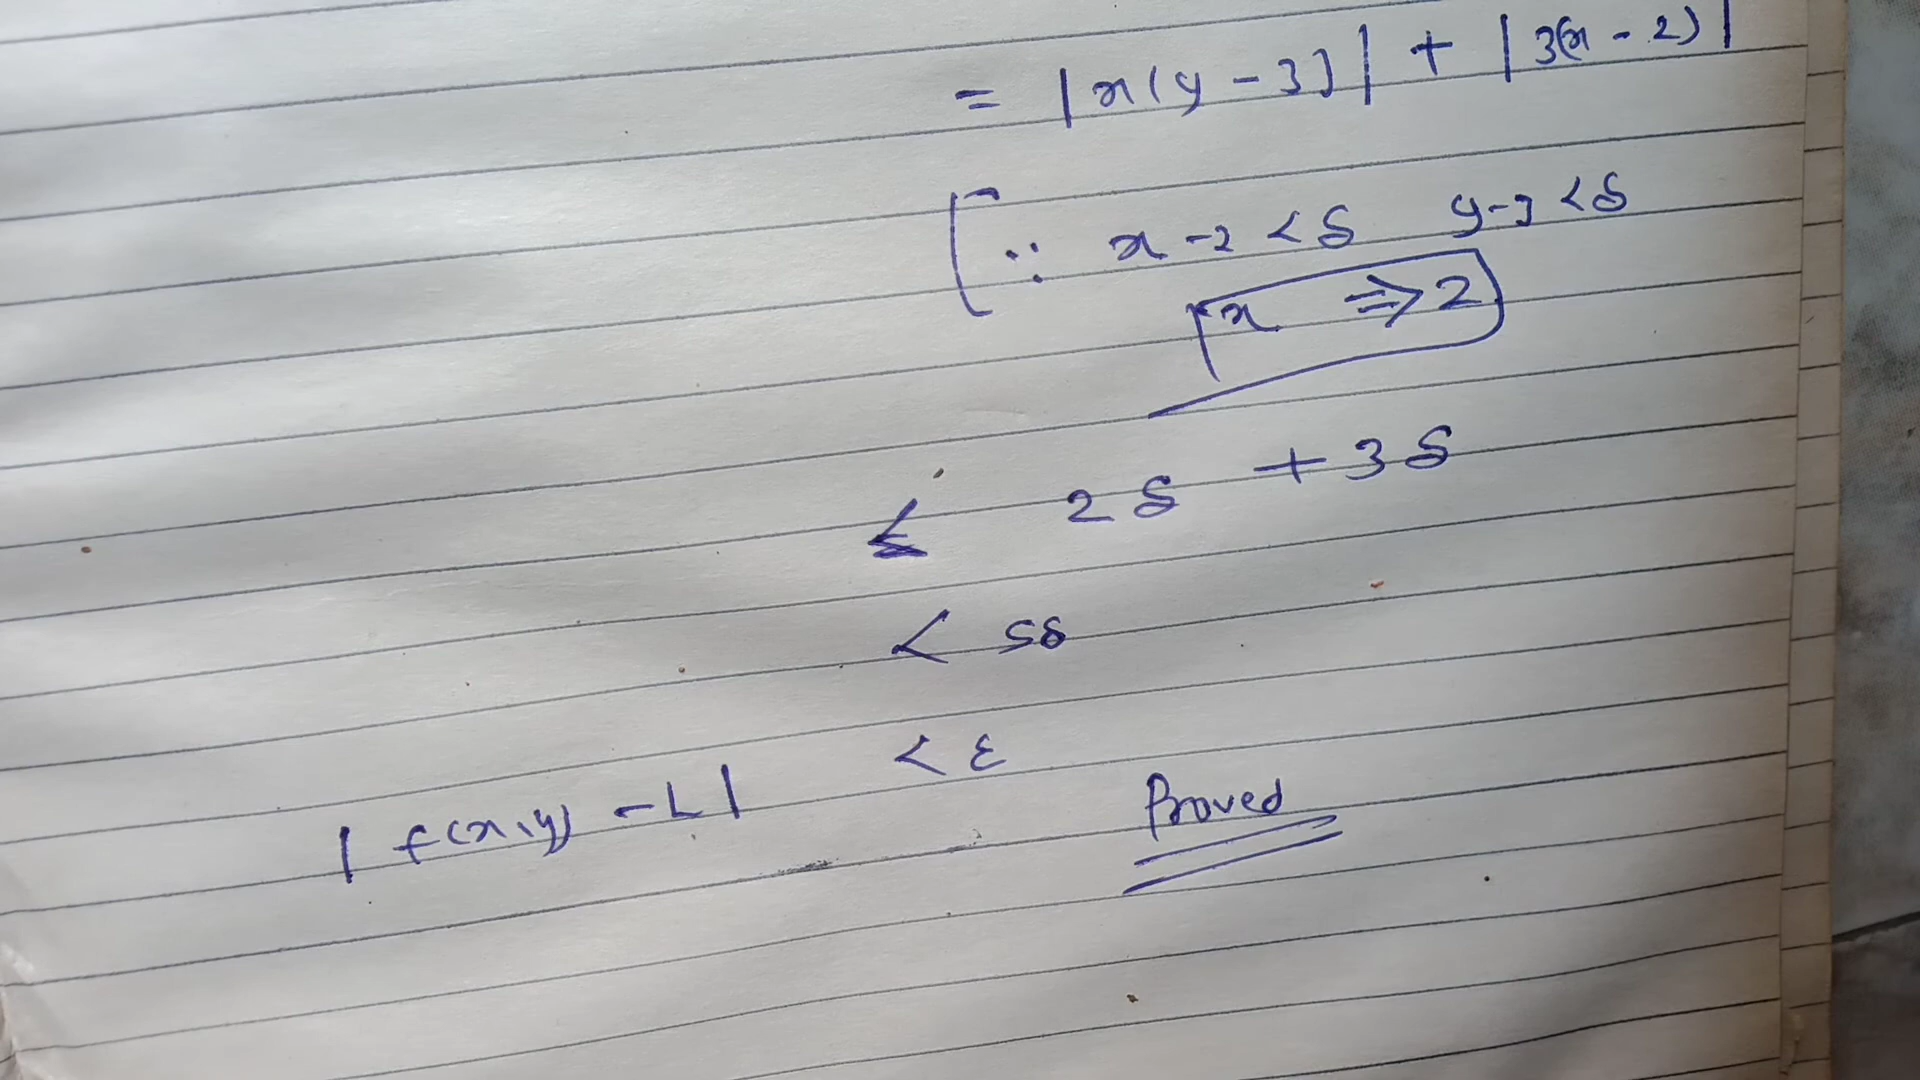 = |x(y - 3)| + |3(x - 2)|
[∵ x - 2 < δ y - 3 < δ
x ⇒ 2
≤ 2δ + 3δ
< 5δ
|f(x,y) - L| < ε
Proved